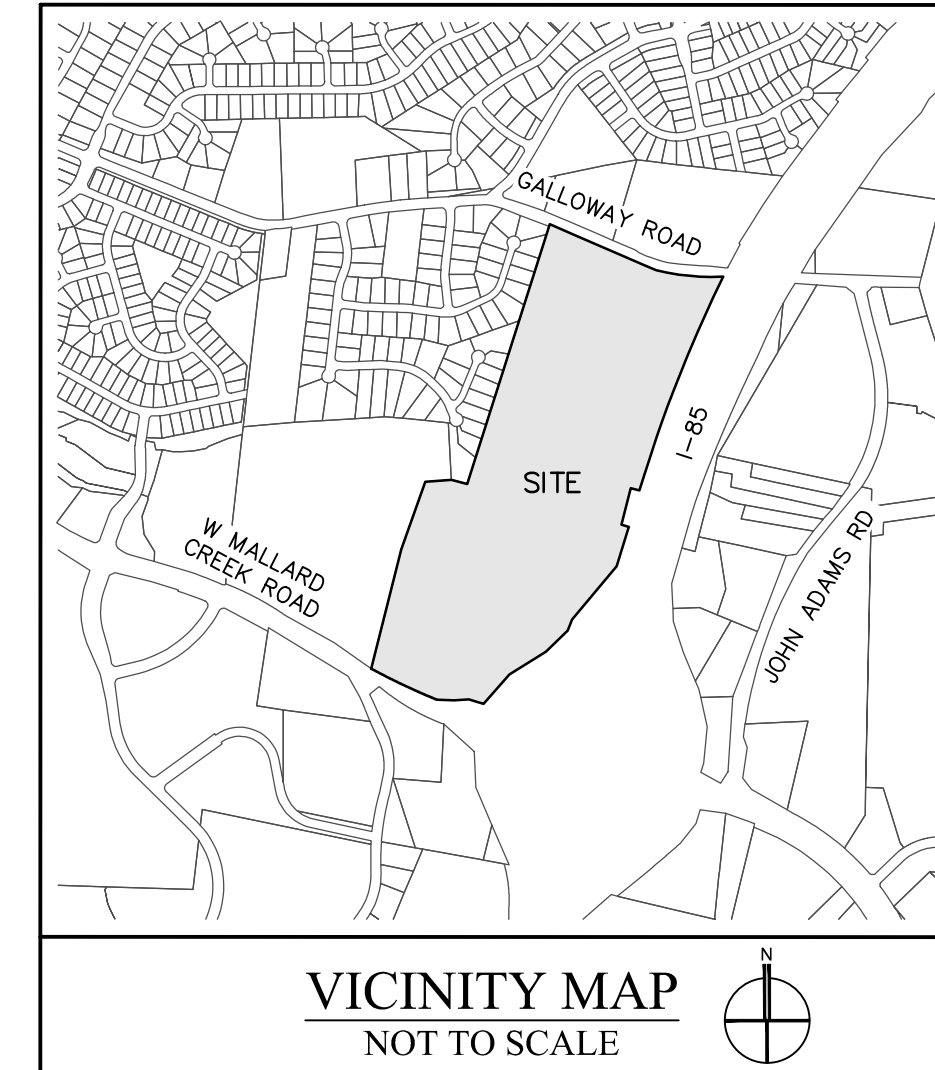 GALLOWAY ROAD
I-85
SITE
W MALLARD
CREEK ROAD
JOHN ADAMS RD
VICINITY MAP
NOT TO SCALE
N